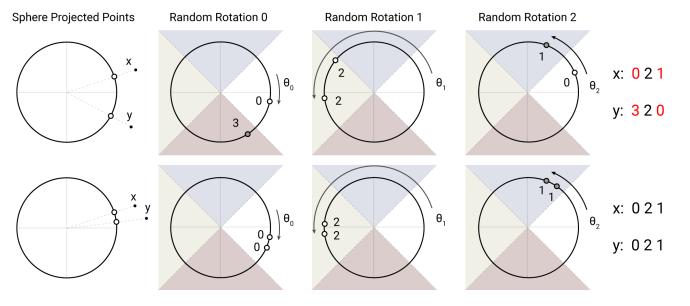 Sphere Projected Points
Random Rotation 0
Random Rotation 1
Random Rotation 2
x
y
0
3
θ0
2
2
θ1
1
0
θ2
x: 0 2 1
y: 3 2 0
x
y
0
0
θ0
2
2
θ1
1
1
θ2
x: 0 2 1
y: 0 2 1